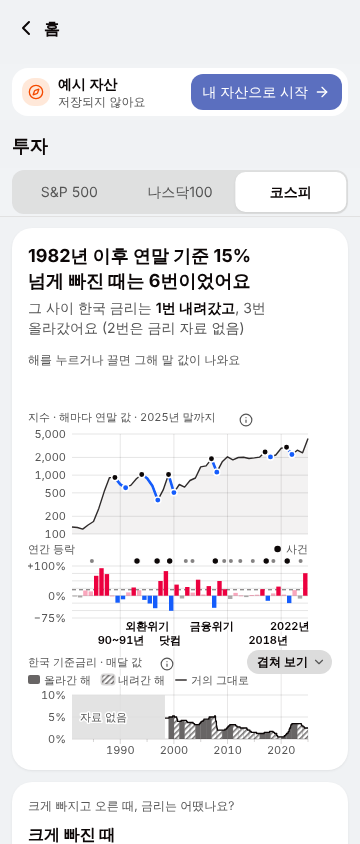 홈
예시 자산
저장되지 않아요
내 자산으로 시작 →
투자
S&P 500
나스닥100
코스피
1982년 이후 연말 기준 15%
넘게 빠진 때는 6번이었어요
그 사이 한국 금리는 1번 내려갔고, 3번
올라갔어요 (2번은 금리 자료 없음)
해를 누르거나 끌면 그해 말 값이 나와요
지수 · 해마다 연말 값 · 2025년 말까지
5,000
2,000
1,000
500
200
100
연간 등락
사건
+100%
0%
−75%
외환위기 금융위기 2022년
90~91년 닷컴 2018년
한국 기준금리 · 매달 값
겹쳐 보기
올라간 해 내려간 해 거의 그대로
10%
자료 없음
5%
0%
1990 2000 2010 2020
크게 빠지고 오른 때, 금리는 어땠나요?
크게 빠진 때